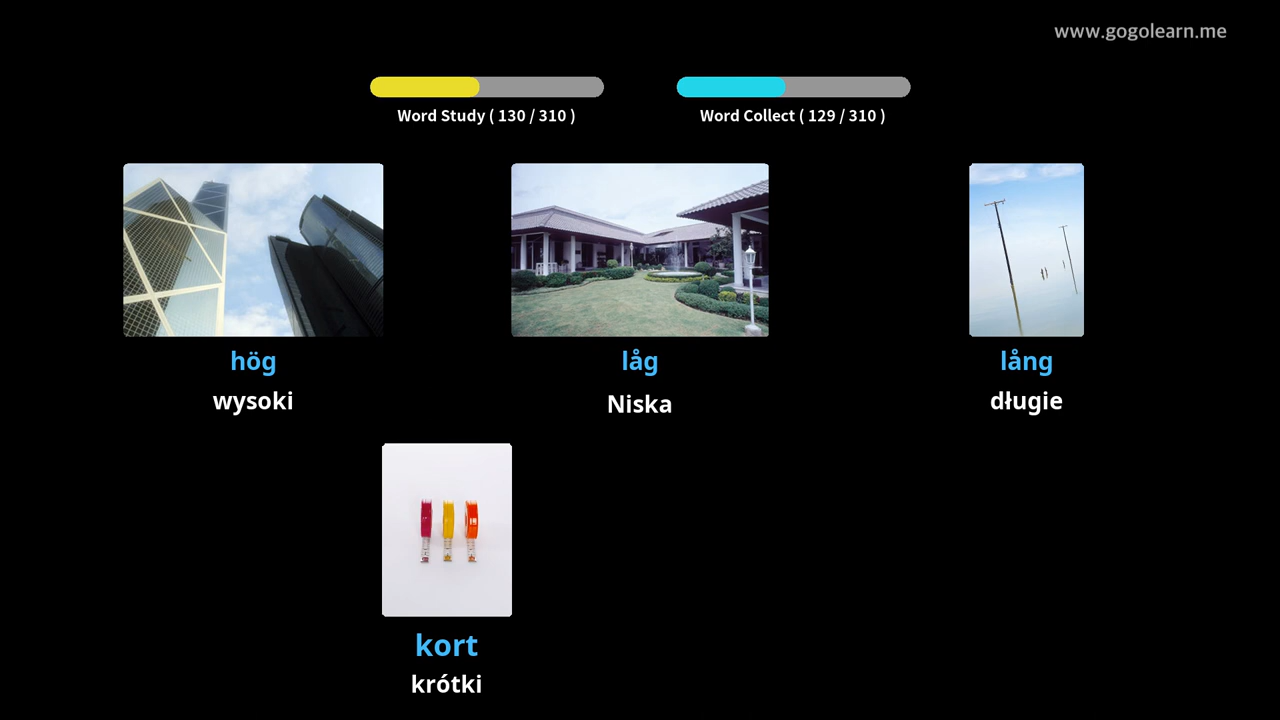 www.gogolearn.me
Word Study ( 130 / 310 )
Word Collect ( 129 / 310 )
hög
låg
lång
wysoki
Niska
długie
kort
krótki